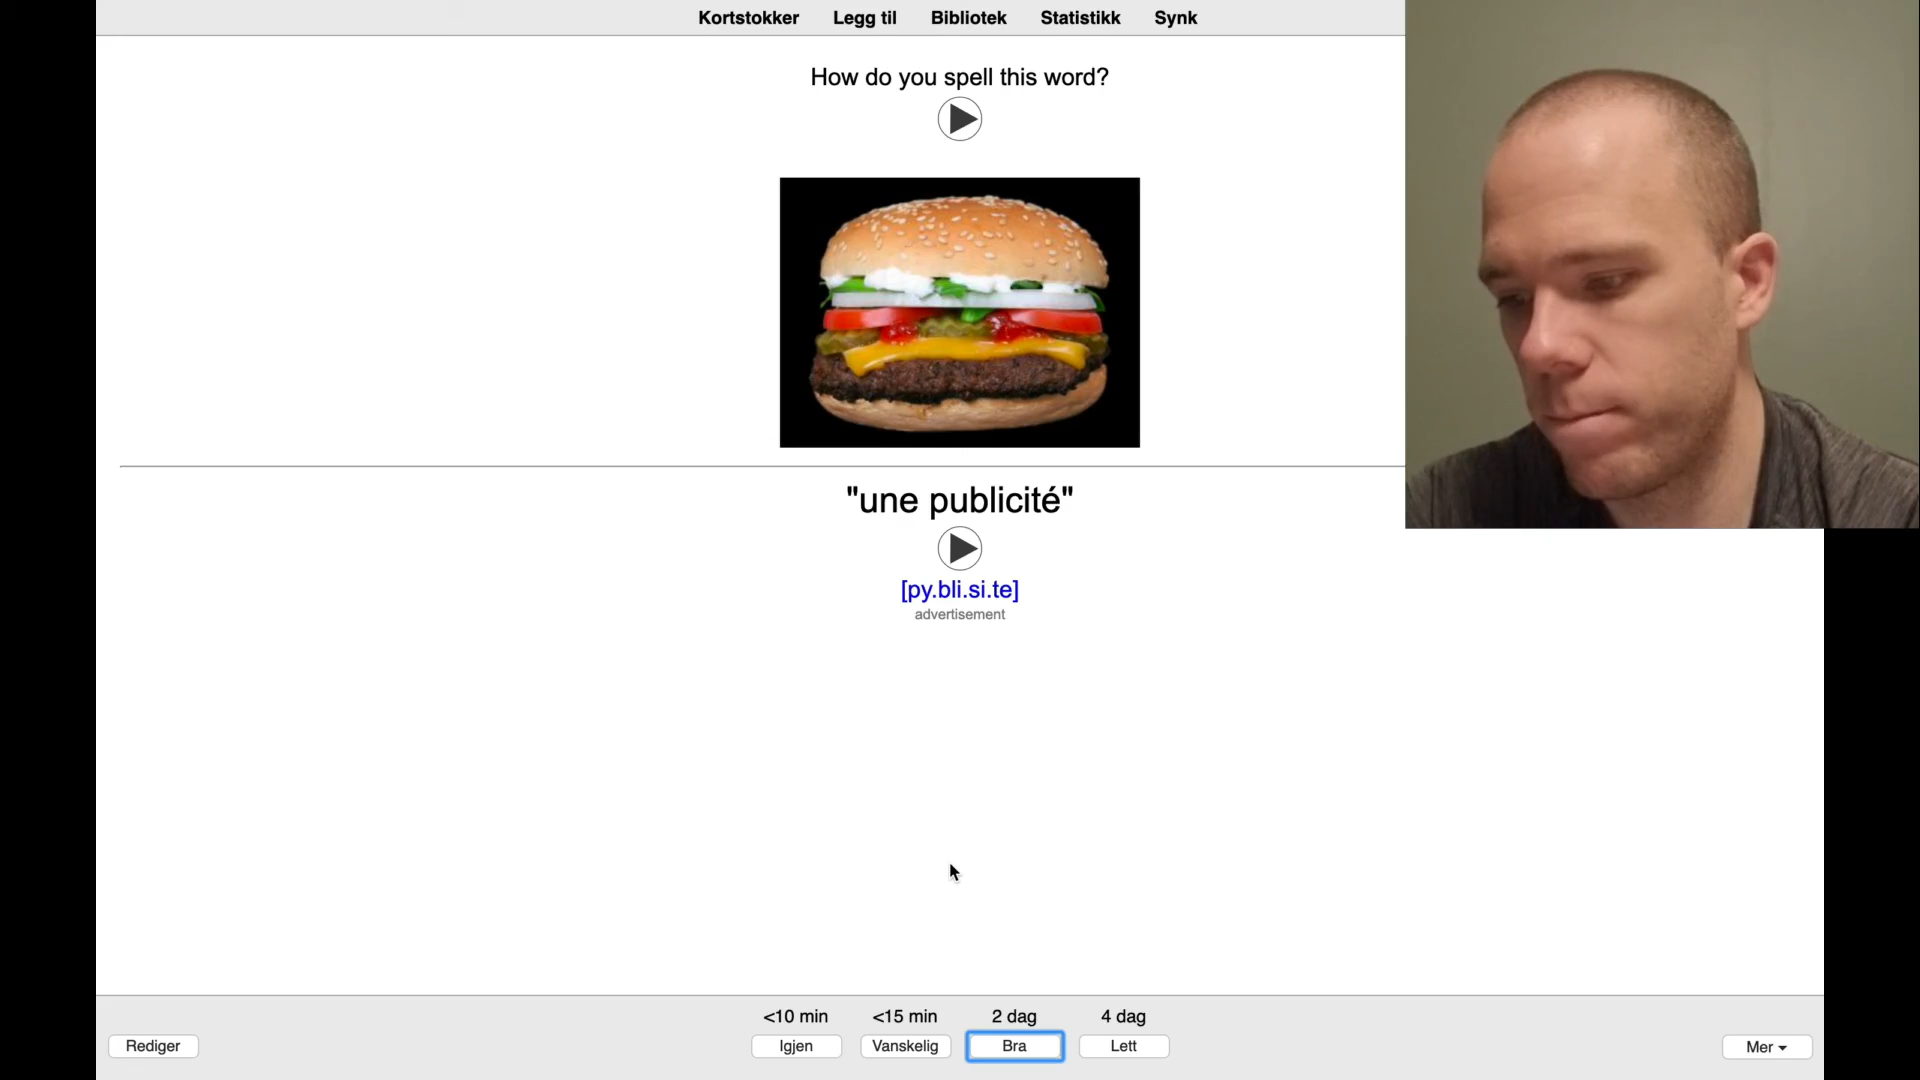 Kortstokker Legg til Bibliotek Statistikk Synk
How do you spell this word?
"une publicité"
[py.bli.si.te]
advertisement
<10 min <15 min 2 dag 4 dag
Rediger Igjen Vanskelig Bra Lett Mer